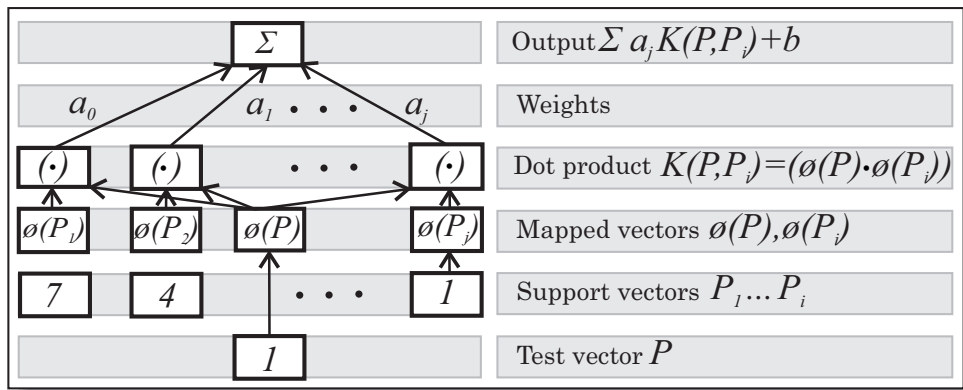 Σ Output Σ a_j K(P,P_i)+b
a_0 a_1 • • • a_j Weights
(·) (·) • • • (·) Dot product K(P,P_i)=(ø(P)·ø(P_i))
ø(P_1) ø(P_2) ø(P) ø(P_j) Mapped vectors ø(P),ø(P_i)
7 4 • • • 1 Support vectors P_1...P_i
1 Test vector P